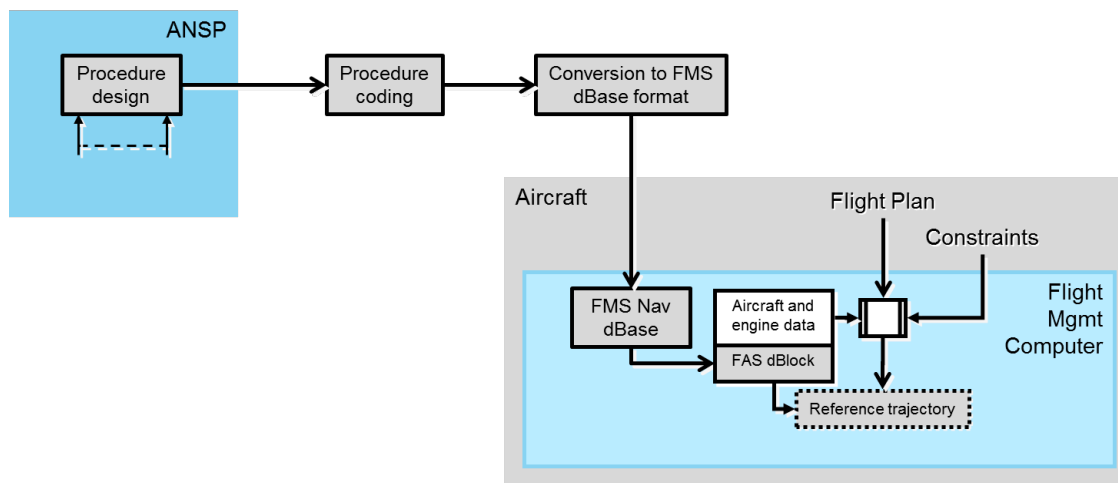 ANSP
Procedure
design
Procedure
coding
Conversion to FMS
dBase format
Aircraft
Flight Plan
Constraints
FMS Nav
dBase
Aircraft and
engine data
FAS dBlock
Flight
Mgmt
Computer
Reference trajectory